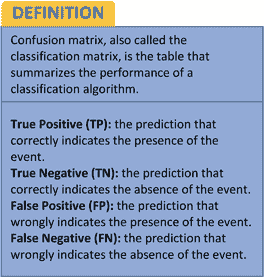 DEFINITION
Confusion matrix, also called the
classification matrix, is the table that
summarizes the performance of a
classification algorithm.
True Positive (TP): the prediction that
correctly indicates the presence of the
event.
True Negative (TN): the prediction that
correctly indicates the absence of the event.
False Positive (FP): the prediction that
wrongly indicates the presence of the event.
False Negative (FN): the prediction that
wrongly indicates the absence of the event.